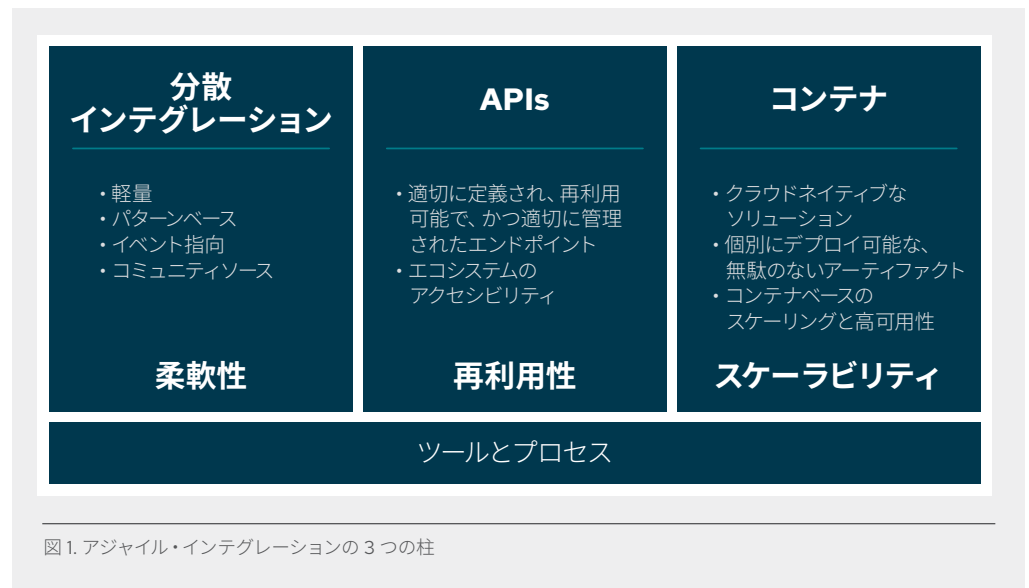 分散
インテグレーション
・軽量
・パターンベース
・イベント指向
・コミュニティソース
柔軟性
APIs
・適切に定義され、再利用
可能で、かつ適切に管理
されたエンドポイント
・エコシステムの
アクセシビリティ
再利用性
コンテナ
・クラウドネイティブな
ソリューション
・個別にデプロイ可能な、
無駄のないアーティファクト
・コンテナベースの
スケーリングと高可用性
スケーラビリティ
ツールとプロセス
図 1. アジャイル・インテグレーションの 3 つの柱